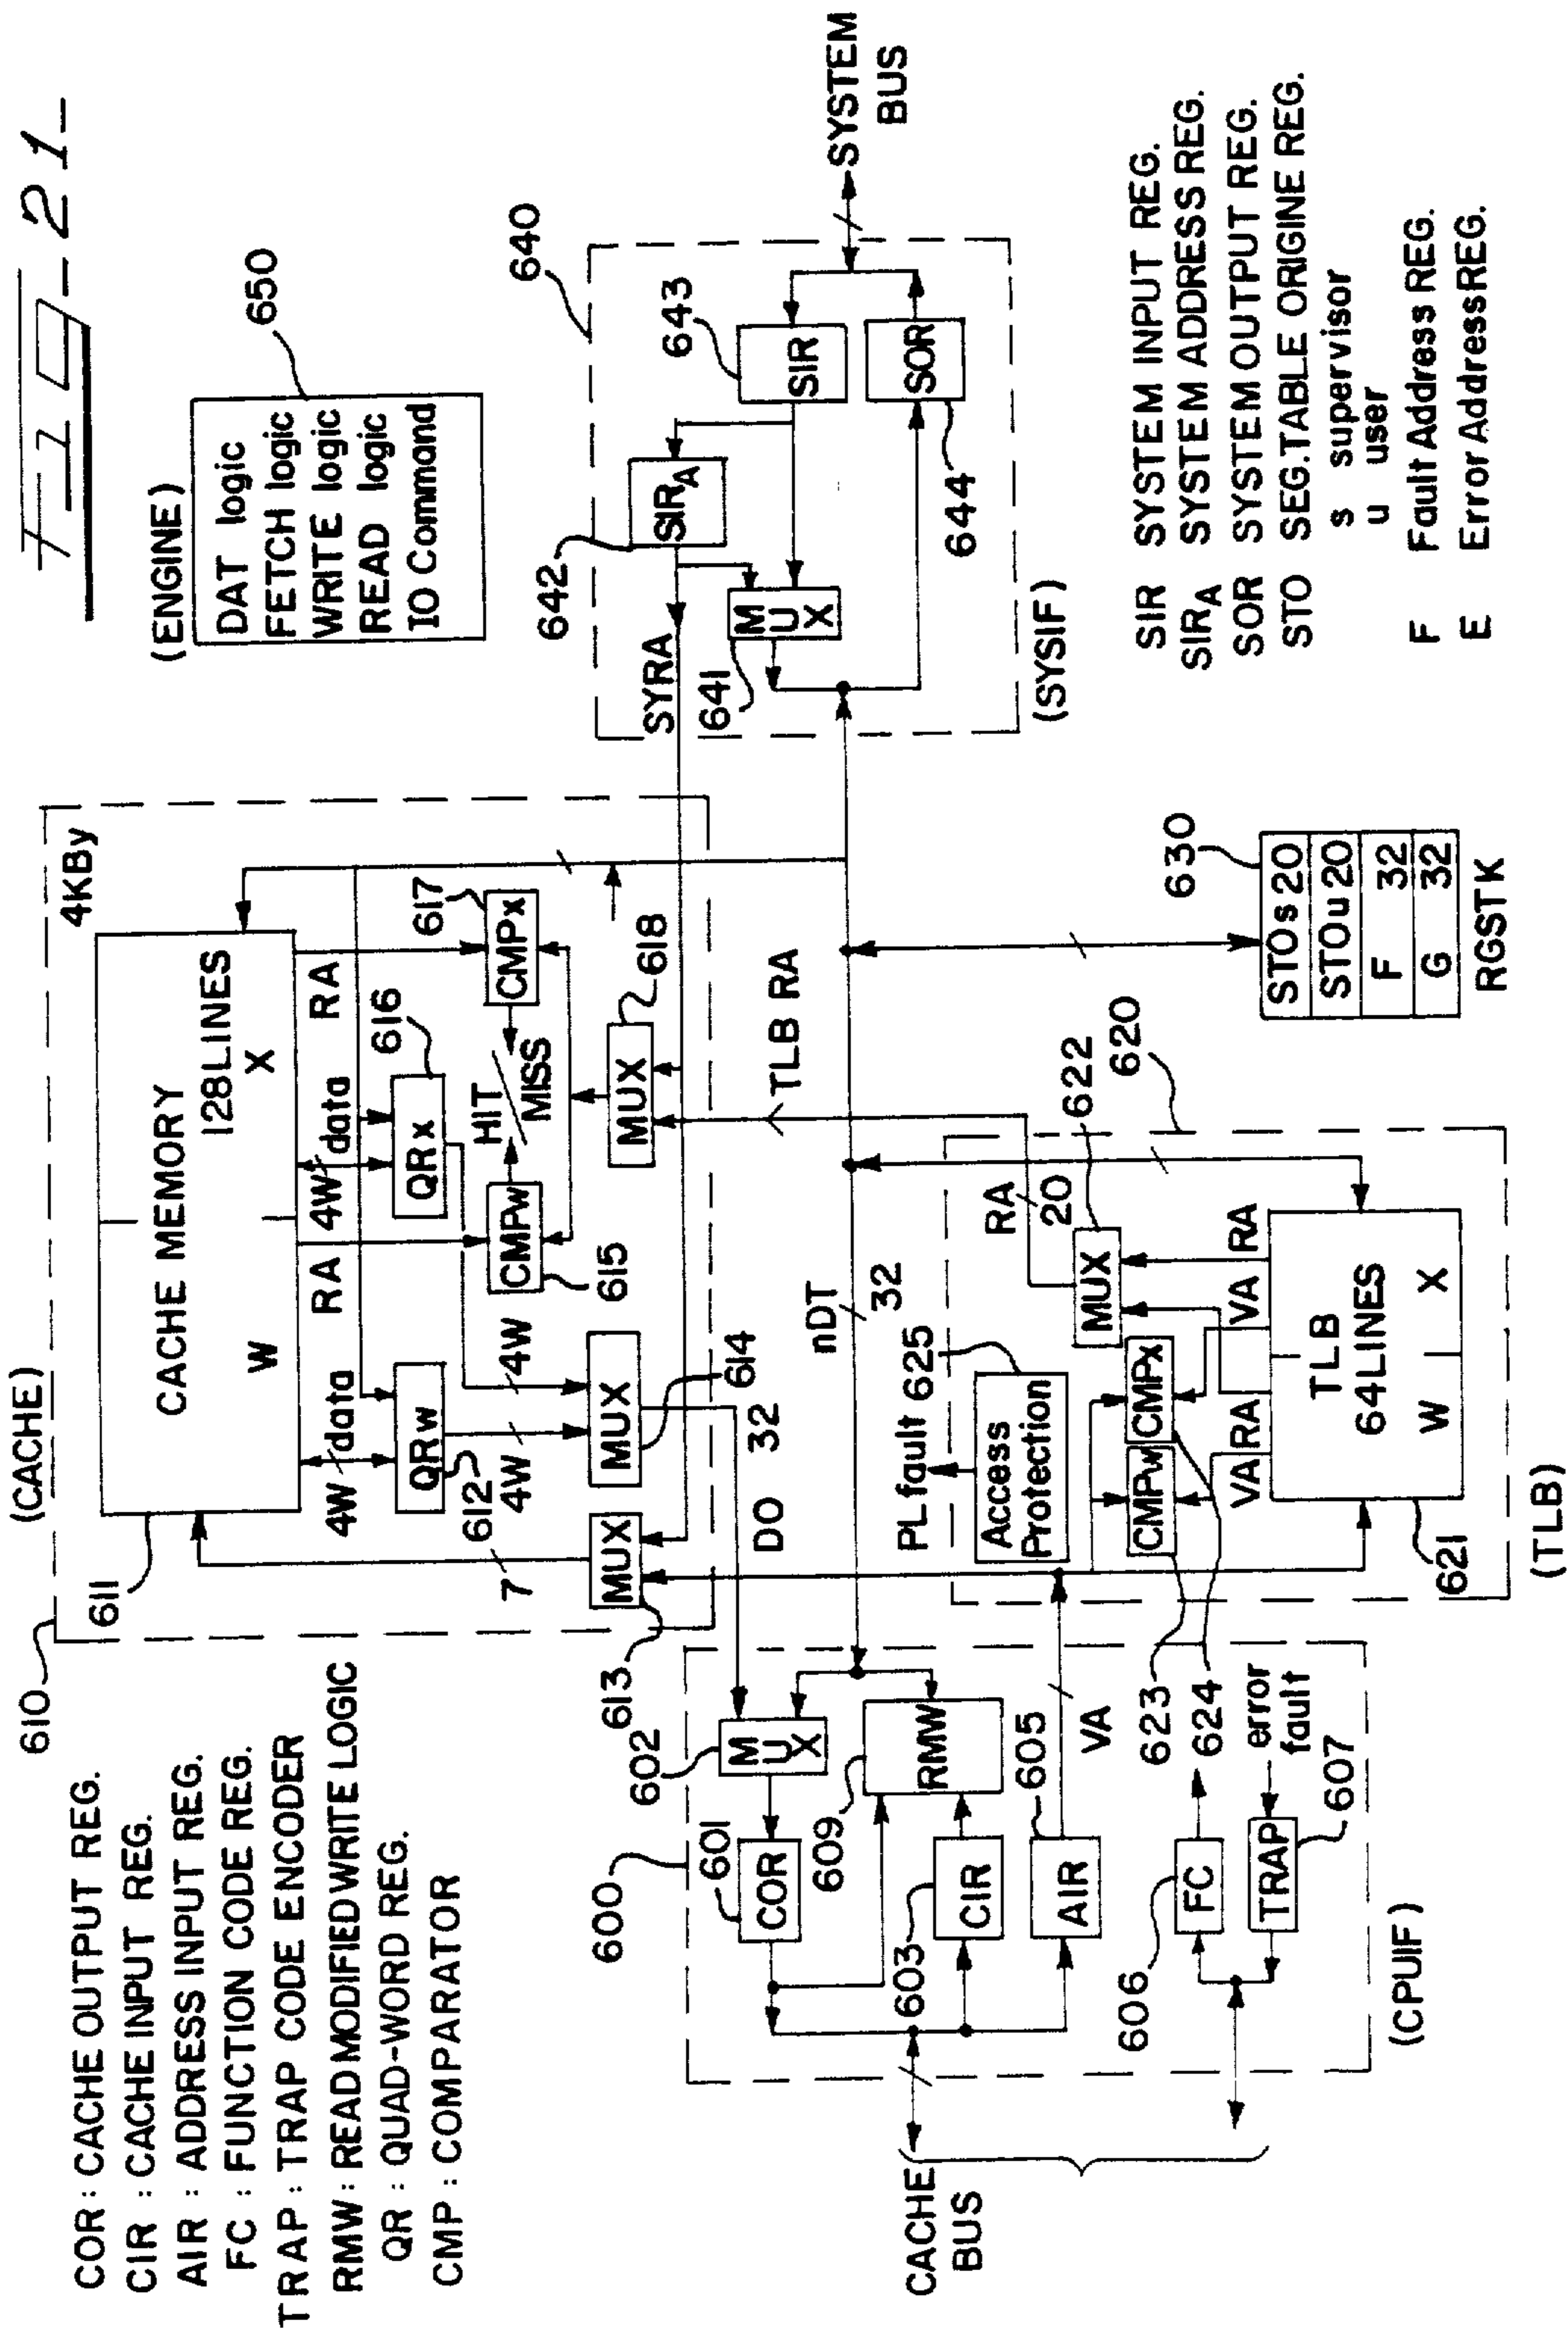 FIG-21-
COR : CACHE OUTPUT REG.
CIR : CACHE INPUT REG.
AIR : ADDRESS INPUT REG.
FC : FUNCTION CODE REG.
TRAP : TRAP CODE ENCODER
RMW : READ MODIFIED WRITE LOGIC
QR : QUAD-WORD REG.
CMP : COMPARATOR
(CACHE)
610
611
CACHE MEMORY
128LINES
W
X
4KBy
4W
data
RA
4W
data
RA
QRw
612
QRx
616
CMPw
615
CMPx
617
HIT
MISS
4W
4W
7
MUX
613
MUX
614
MUX
618
DO
32
TLB RA
(ENGINE)
650
DAT logic
FETCH logic
WRITE logic
READ logic
IO Command
640
SYRA
642
SIRA
643
SIR
641
MUX
SOR
644
(SYSIF)
SYSTEM
BUS
600
602
MUX
601
COR
609
RMW
603
CIR
605
AIR
VA
606
FC
623
624
TRAP
error
fault
607
(CPUIF)
CACHE
BUS
nDT
32
PL fault
625
Access
Protection
RA
20
622
620
MUX
CMPw
CMPx
VA
RA
VA
RA
TLB
64LINES
W
X
621
(TLB)
630
STOs 20
STOu 20
F 32
G 32
RGSTK
SIR SYSTEM INPUT REG.
SIRA SYSTEM ADDRESS REG.
SOR SYSTEM OUTPUT REG.
STO SEG.TABLE ORIGINE REG.
s supervisor
u user
F Fault Address REG.
E Error Address REG.